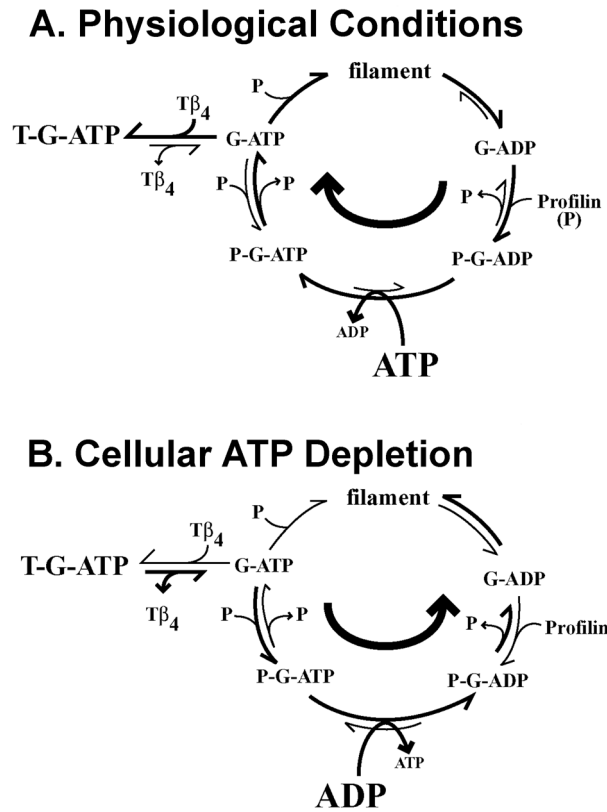 A. Physiological Conditions
filament
P
Tβ4
T-G-ATP
G-ATP
G-ADP
Tβ4
P
P
P
Profilin
(P)
P-G-ATP
P-G-ADP
ADP
ATP
B. Cellular ATP Depletion
filament
P
Tβ4
T-G-ATP
G-ATP
G-ADP
Tβ4
P
P
P
Profilin
P-G-ATP
P-G-ADP
ATP
ADP